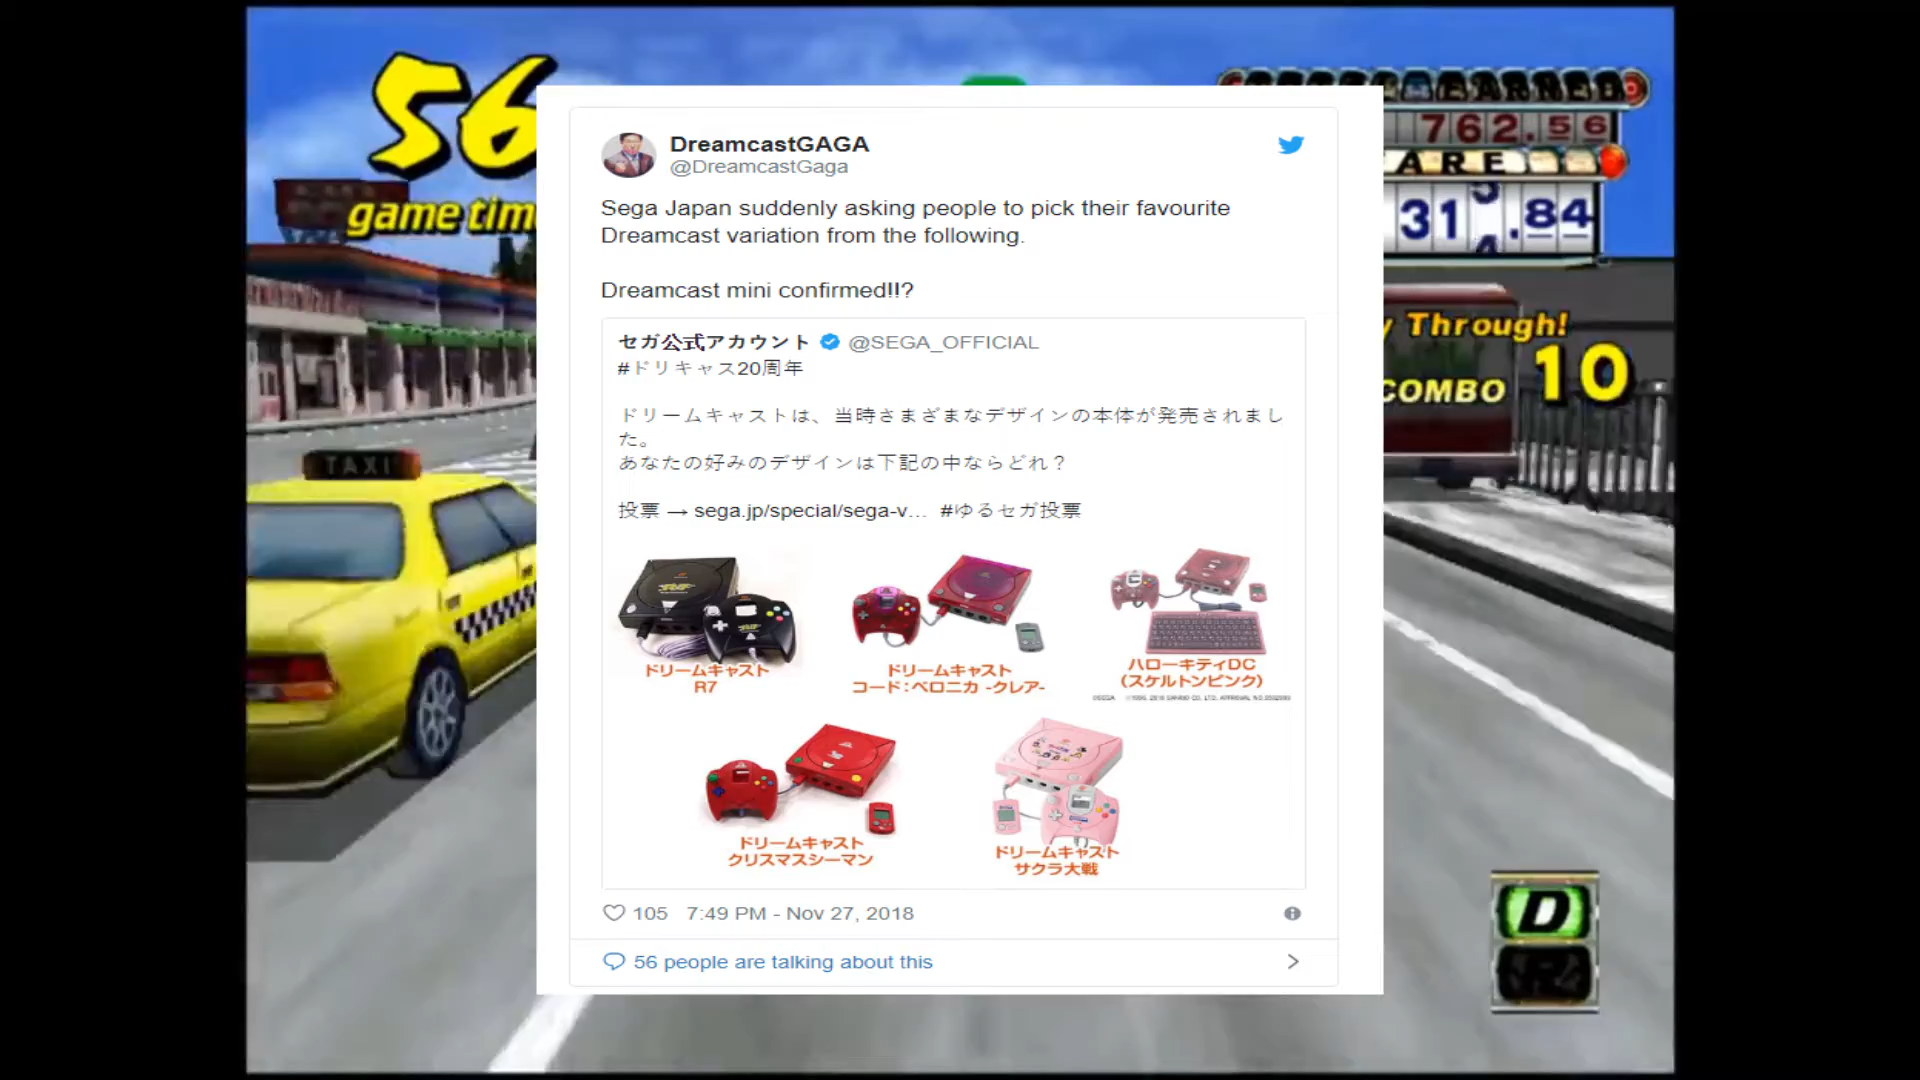 56
game tim
EARNED
762.56
ARE
31 .84
y Through!
COMBO 10
TAXI
D
DreamcastGAGA
@DreamcastGaga
Sega Japan suddenly asking people to pick their favourite
Dreamcast variation from the following.
Dreamcast mini confirmed!!?
セガ公式アカウント @SEGA_OFFICIAL
#ドリキャス20周年
ドリームキャストは、当時さまざまなデザインの本体が発売されまし
た。
あなたの好みのデザインは下記の中ならどれ？
投票 → sega.jp/special/sega-v… #ゆるセガ投票
ドリームキャスト
R7
ドリームキャスト
コード:ベロニカ -クレア-
ハローキティDC
(スケルトンピンク)
ドリームキャスト
クリスマスシーマン
ドリームキャスト
サクラ大戦
105 7:49 PM - Nov 27, 2018
56 people are talking about this